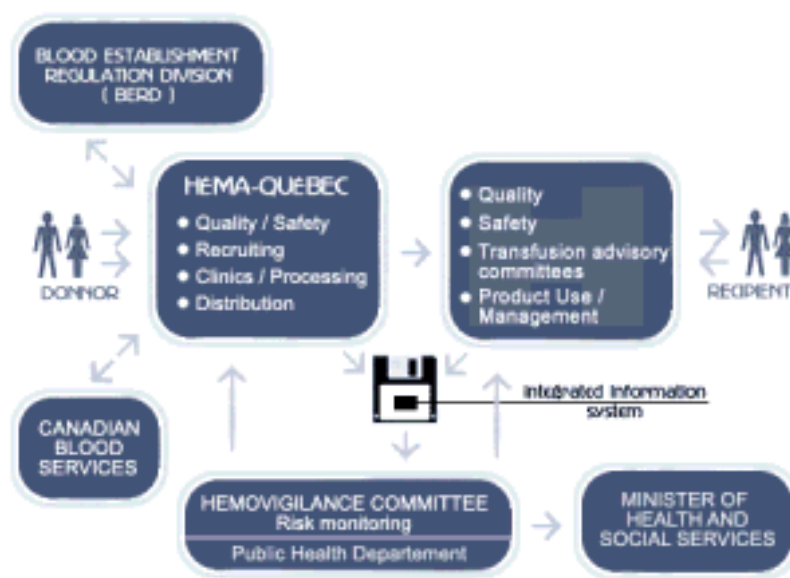 BLOOD ESTABLISHMENT
REGULATION DIVISION
( BERD )
HEMA-QUEBEC
Quality / Safety
Recruiting
Clinics / Processing
Distribution
Quality
Safety
Transfusion advisory
committees
Product Use /
Management
DONNOR
RECIPIENT
Integrated Information
system
CANADIAN
BLOOD
SERVICES
HEMOVIGILANCE COMMITTEE
Risk monitoring
Public Health Departement
MINISTER OF
HEALTH AND
SOCIAL SERVICES